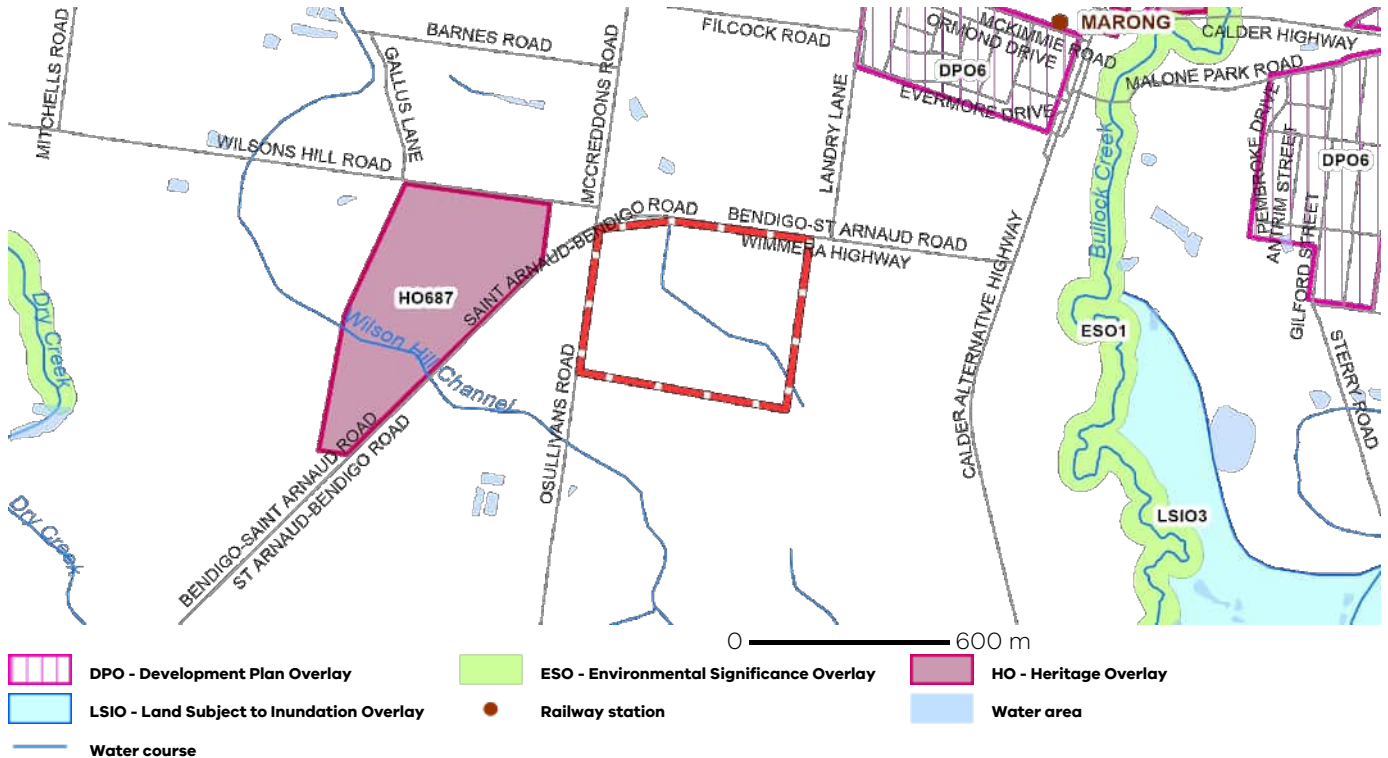 MITCHELLS ROAD
BARNES ROAD
GALLUS LANE
MCCREDDONS ROAD
FILCOCK ROAD
MCKIMMIE ROAD
ORMOND DRIVE
DPO6
EVERMORE DRIVE
MARONG
CALDER HIGHWAY
MALONE PARK ROAD
WILSONS HILL ROAD
LANDRY LANE
Bullock Creek
PEMBROKE DRIVE
ANTRIM STREET
DPO6
GILFORD STREET
SAINT ARNAUD-BENDIGO ROAD
BENDIGO-ST ARNAUD ROAD
WIMMERA HIGHWAY
CALDER ALTERNATIVE HIGHWAY
HO687
Wilson Hill Channel
Dry Creek
ESO1
STERRY ROAD
OSULLIVANS ROAD
BENDIGO-SAINT ARNAUD ROAD
ST ARNAUD-BENDIGO ROAD
Dry Creek
LSIO3
0 600 m
DPO - Development Plan Overlay
ESO - Environmental Significance Overlay
HO - Heritage Overlay
LSIO - Land Subject to Inundation Overlay
Railway station
Water area
Water course